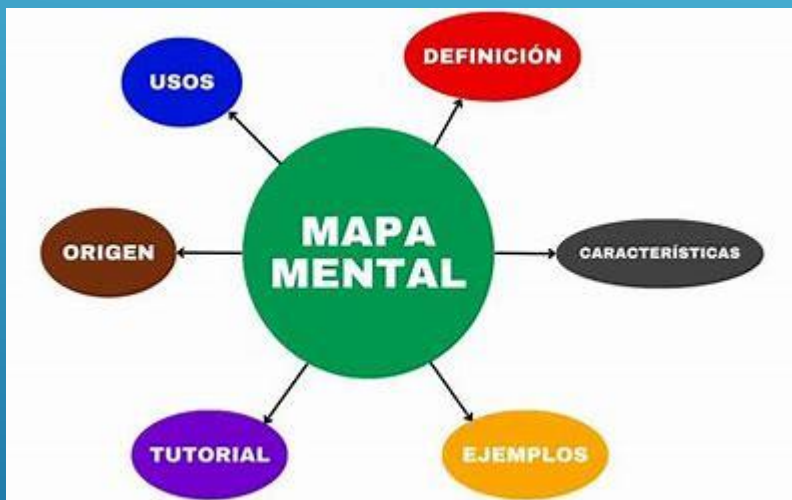 USOS
DEFINICIÓN
MAPA
MENTAL
ORIGEN
CARACTERÍSTICAS
TUTORIAL
EJEMPLOS